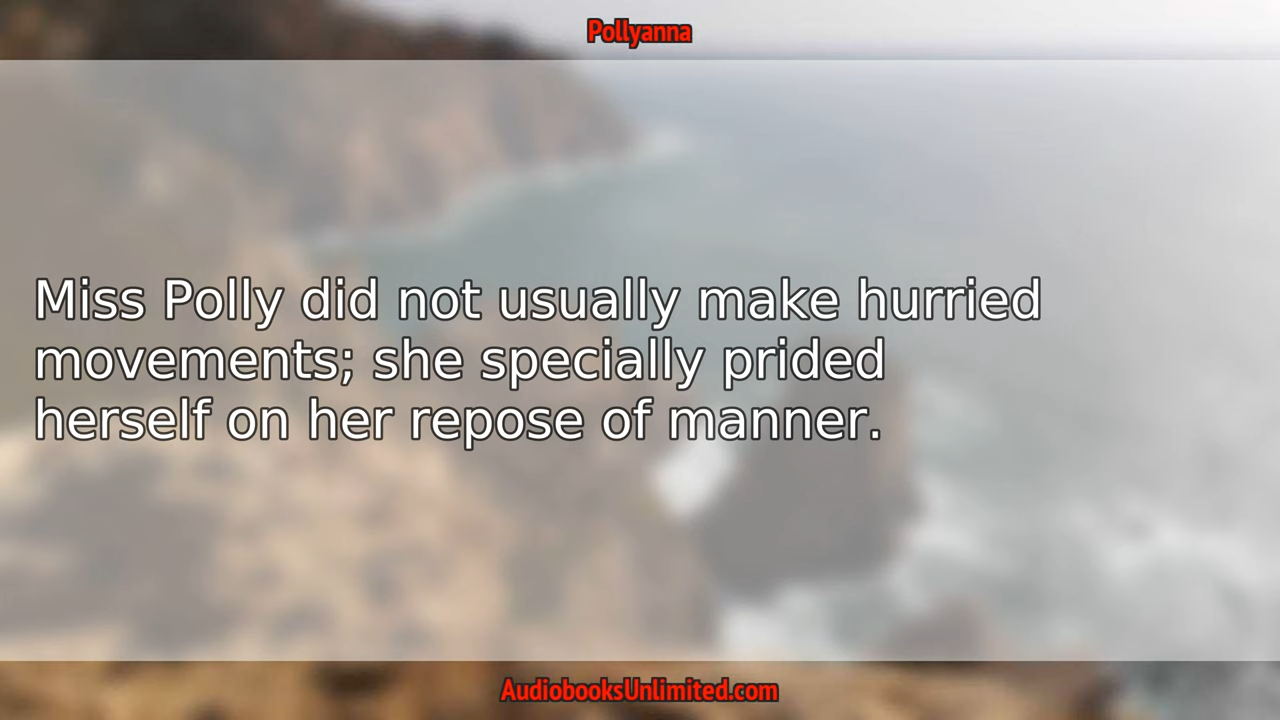 Pollyanna
Miss Polly did not usually make hurried
movements; she specially prided
herself on her repose of manner.
AudiobooksUnlimited.com